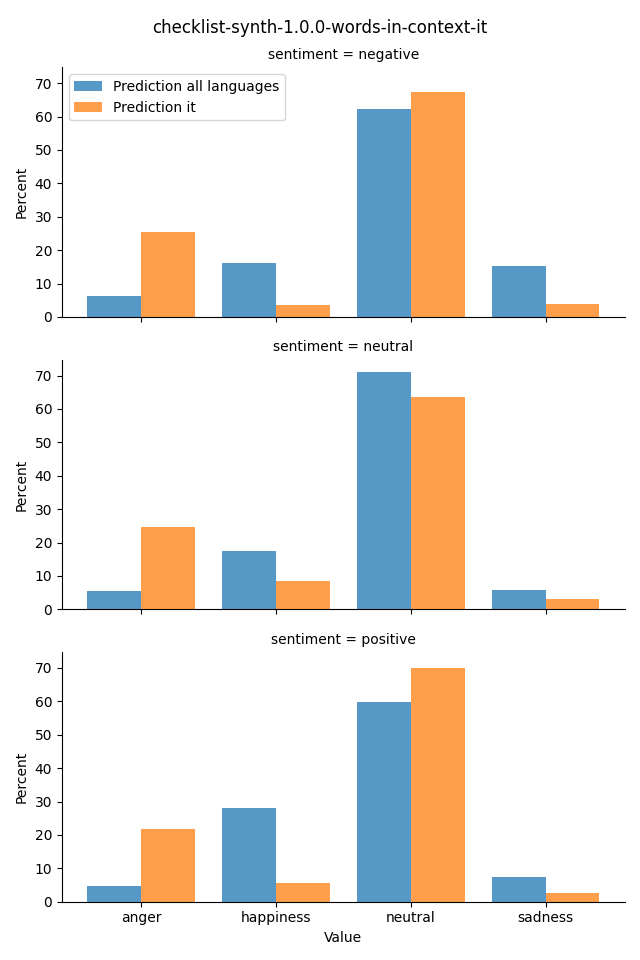 checklist-synth-1.0.0-words-in-context-it
sentiment = negative
Prediction all languages
Prediction it
70
60
50
40
30
20
10
0
Percent
sentiment = neutral
70
60
50
40
30
20
10
0
Percent
sentiment = positive
70
60
50
40
30
20
10
0
Percent
anger happiness neutral sadness
Value